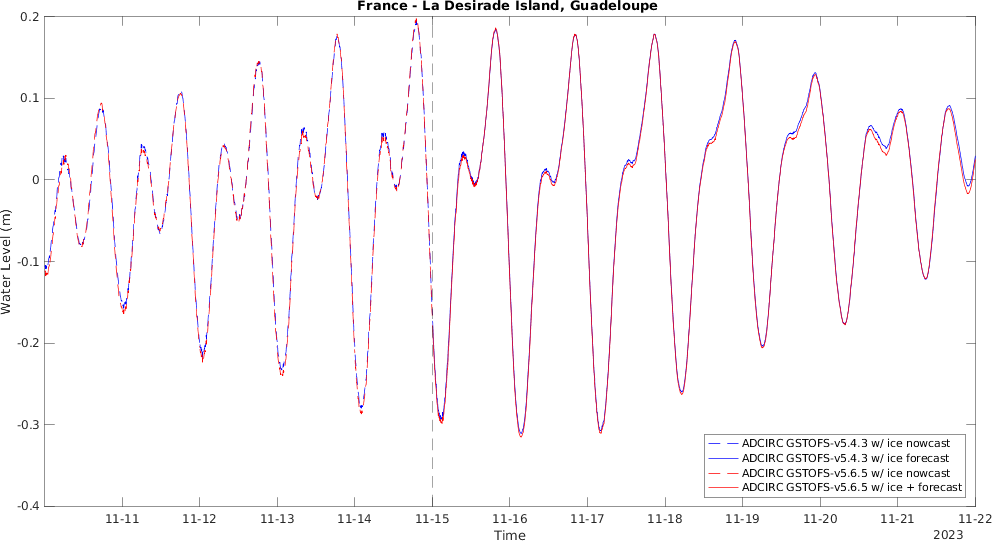 France - La Desirade Island, Guadeloupe
0.2
0.1
0
-0.1
-0.2
-0.3
-0.4
Water Level (m)
ADCIRC GSTOFS-v5.4.3 w/ ice nowcast
ADCIRC GSTOFS-v5.4.3 w/ ice forecast
ADCIRC GSTOFS-v5.6.5 w/ ice nowcast
ADCIRC GSTOFS-v5.6.5 w/ ice + forecast
11-11 11-12 11-13 11-14 11-15 11-16 11-17 11-18 11-19 11-20 11-21 11-22
Time
2023